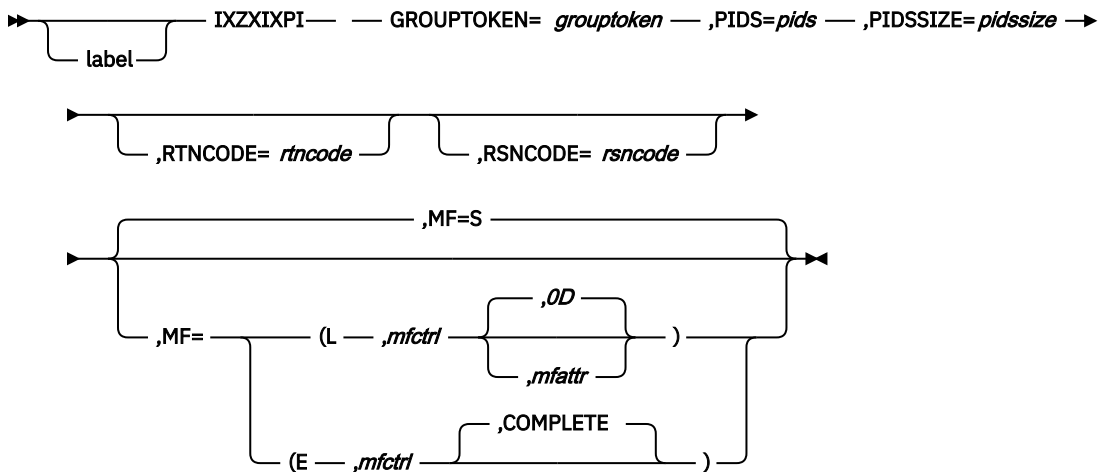 IXZXIXPI GROUPTOKEN= grouptoken ,PIDS=pids ,PIDSSIZE=pidssize
label
,RTNCODE= rtncode ,RSNCODE= rsncode
,MF=S
,0D
,MF= (L ,mfctrl )
,mfattr
,COMPLETE
(E ,mfctrl )